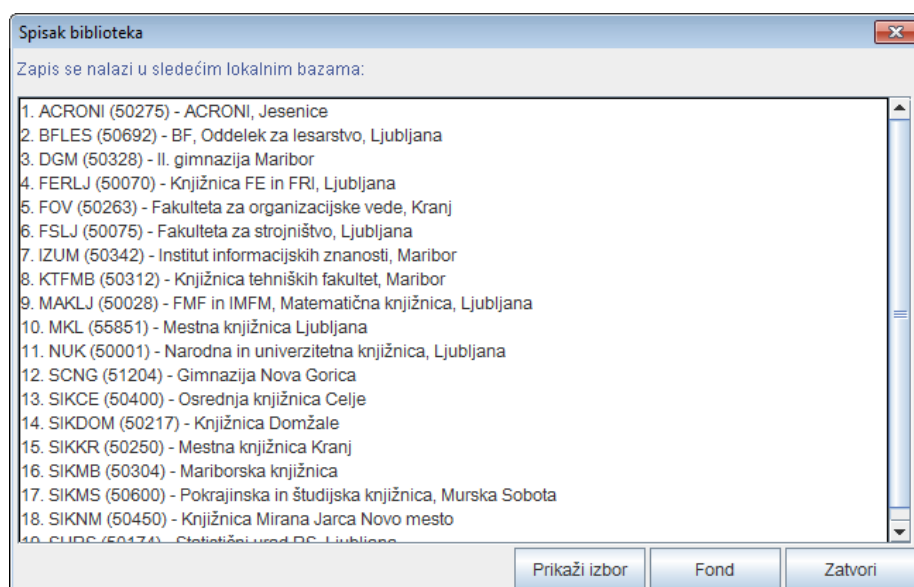 Spisak biblioteka
Zapis se nalazi u sledećim lokalnim bazama:
1. ACRONI (50275) - ACRONI, Jesenice
2. BFLES (50692) - BF, Oddelek za lesarstvo, Ljubljana
3. DGM (50328) - II. gimnazija Maribor
4. FERLJ (50070) - Knjižnica FE in FRI, Ljubljana
5. FOV (50263) - Fakulteta za organizacijske vede, Kranj
6. FSLJ (50075) - Fakulteta za strojništvo, Ljubljana
7. IZUM (50342) - Institut informacijskih znanosti, Maribor
8. KTFMB (50312) - Knjižnica tehniških fakultet, Maribor
9. MAKLJ (50028) - FMF in IMFM, Matematična knjižnica, Ljubljana
10. MKL (55851) - Mestna knjižnica Ljubljana
11. NUK (50001) - Narodna in univerzitetna knjižnica, Ljubljana
12. SCNG (51204) - Gimnazija Nova Gorica
13. SIKCE (50400) - Osrednja knjižnica Celje
14. SIKDOM (50217) - Knjižnica Domžale
15. SIKKR (50250) - Mestna knjižnica Kranj
16. SIKMB (50304) - Mariborska knjižnica
17. SIKMS (50600) - Pokrajinska in študijska knjižnica, Murska Sobota
18. SIKNM (50450) - Knjižnica Mirana Jarca Novo mesto
19. SURS (50174) - Statistični urad RS, Ljubljana
Prikaži izbor Fond Zatvori